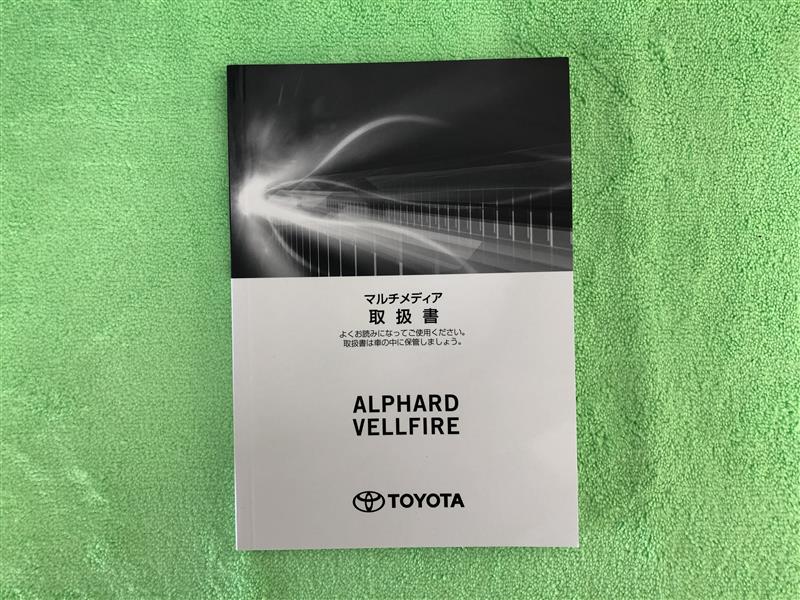 マルチメディア
取扱書
よくお読みになってご使用ください。
取扱書は車の中に保管しましょう。
ALPHARD
VELLFIRE
TOYOTA